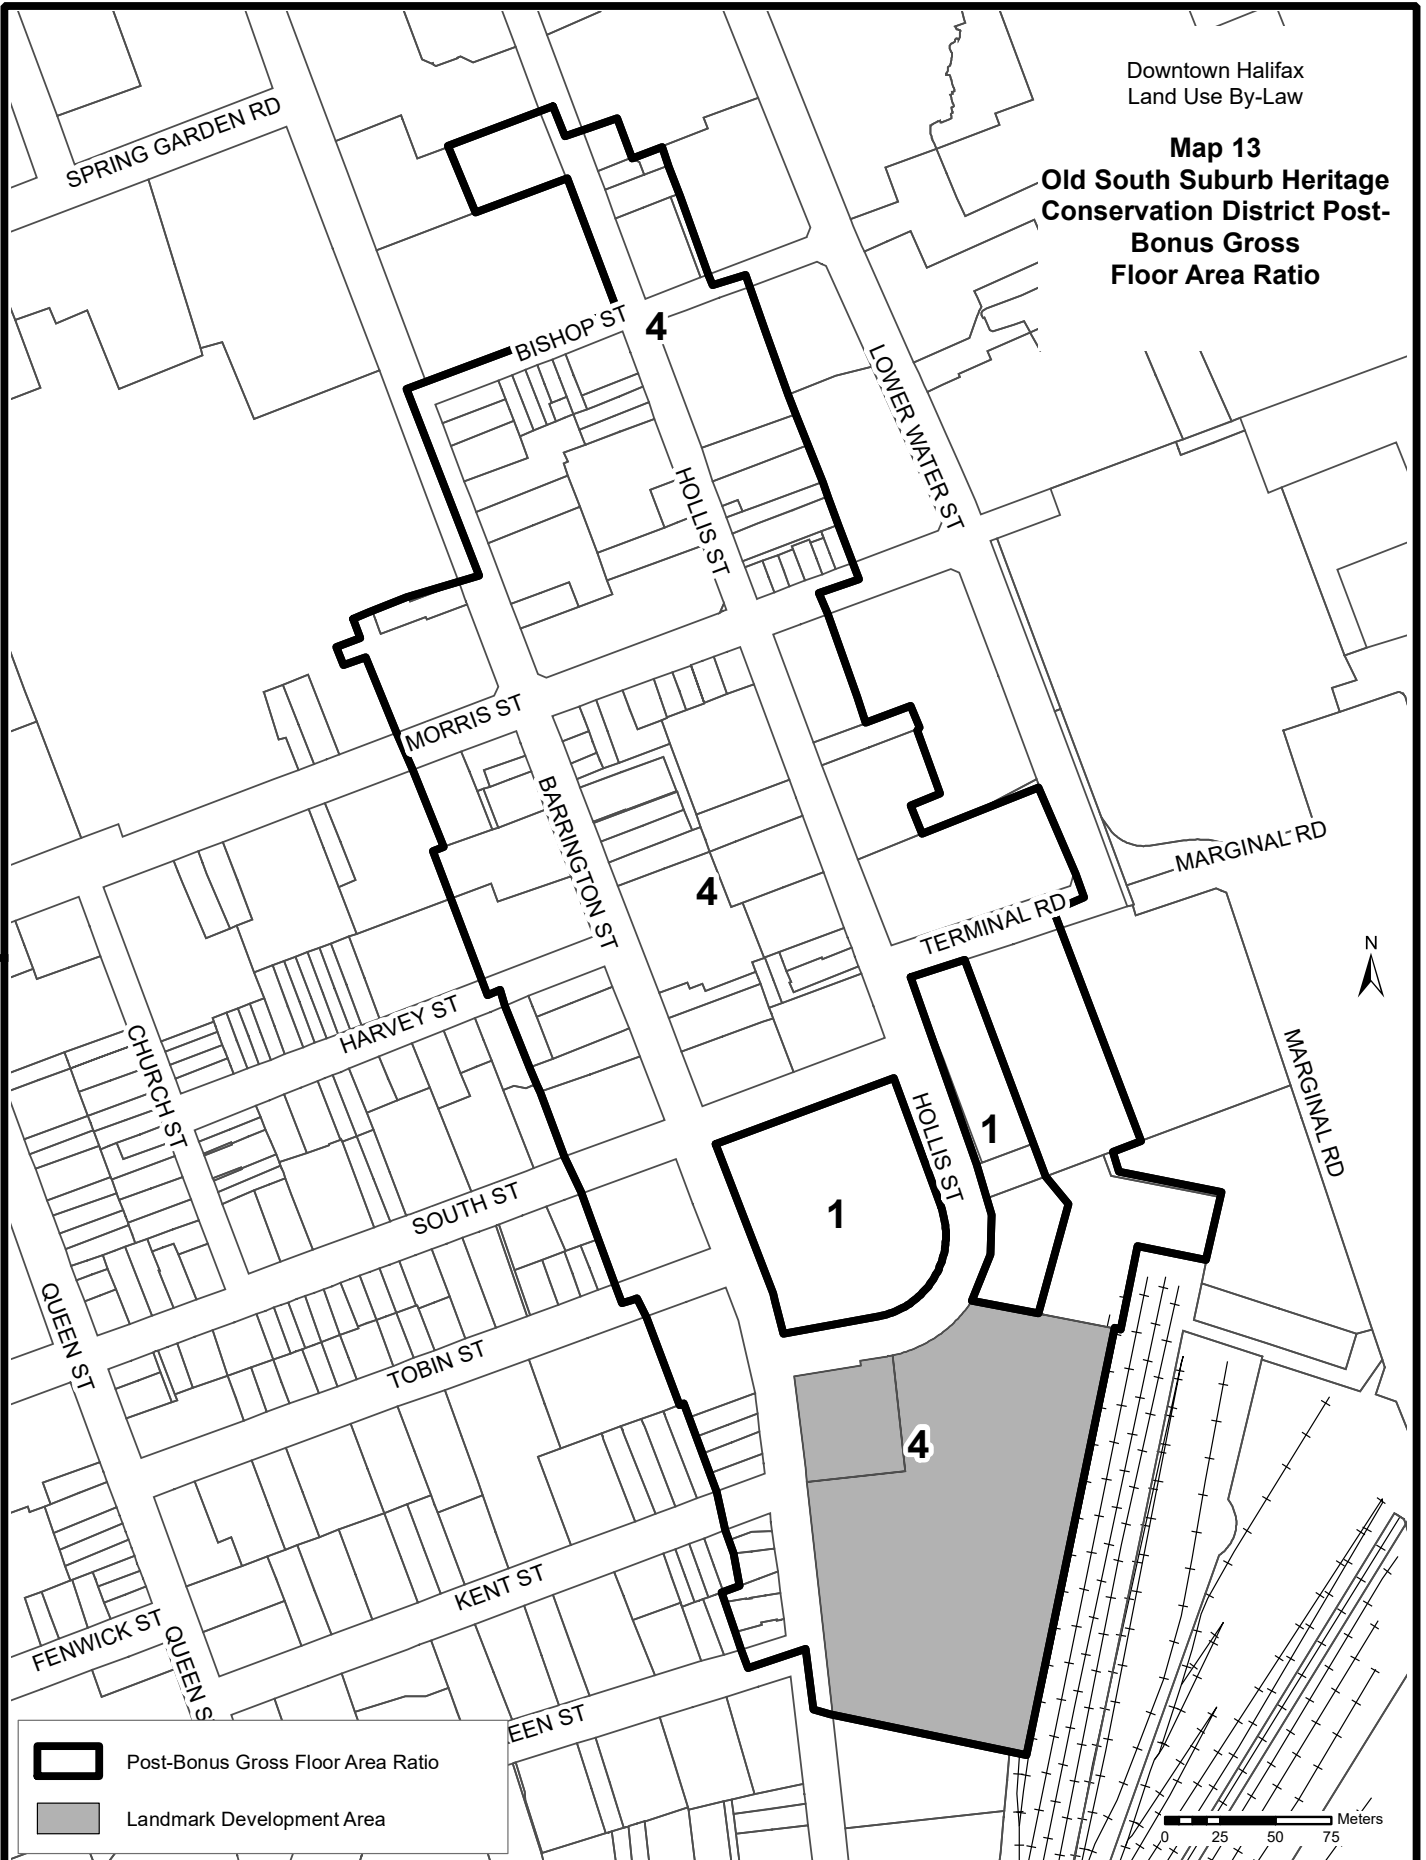 Downtown Halifax
Land Use By-Law
Map 13
Old South Suburb Heritage
Conservation District Post-
Bonus Gross
Floor Area Ratio
SPRING GARDEN RD
BISHOP ST
4
LOWER WATER ST
HOLLIS ST
MORRIS ST
BARRINGTON ST
4
MARGINAL RD
TERMINAL RD
N
HARVEY ST
CHURCH ST
MARGINAL RD
HOLLIS ST
1
1
SOUTH ST
QUEEN ST
TOBIN ST
4
KENT ST
FENWICK ST
QUEEN S
EEN ST
Post-Bonus Gross Floor Area Ratio
Landmark Development Area
Meters
0 25 50 75